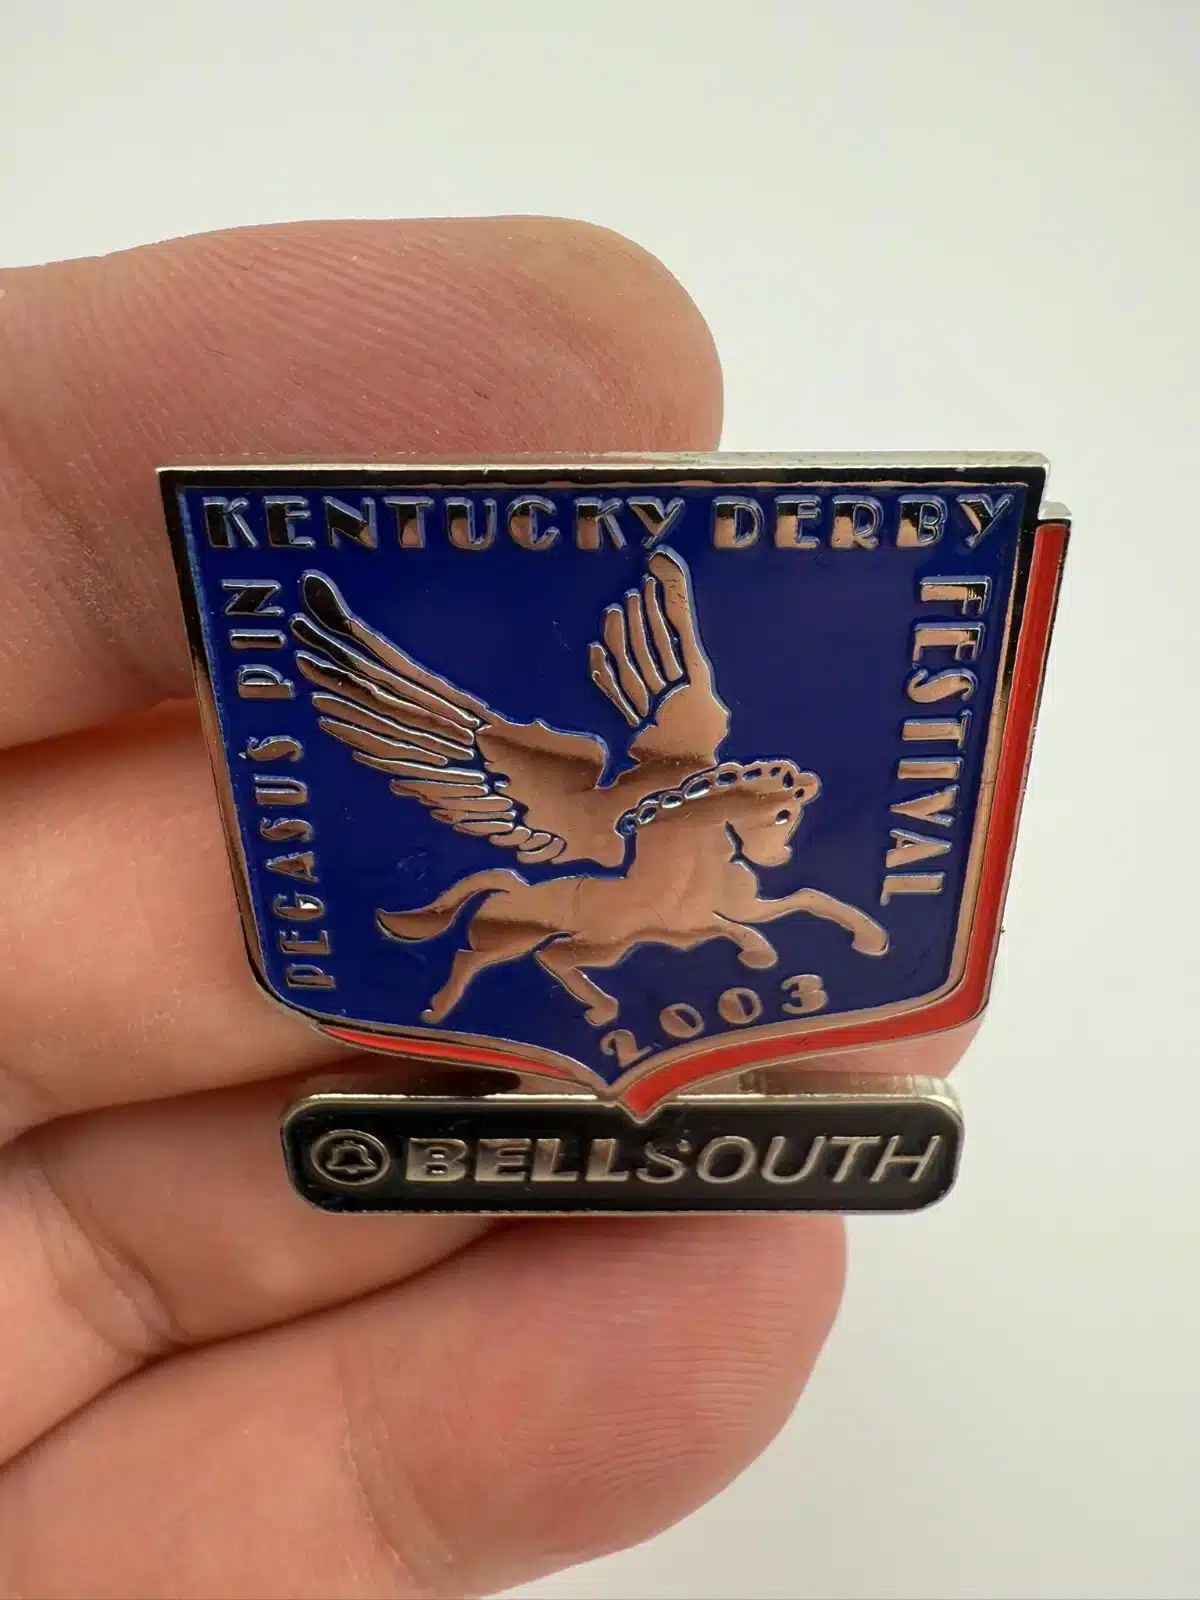 KENTUCKY DERBY
FESTIVAL
PEGASUS PIN
2003
BELLSOUTH